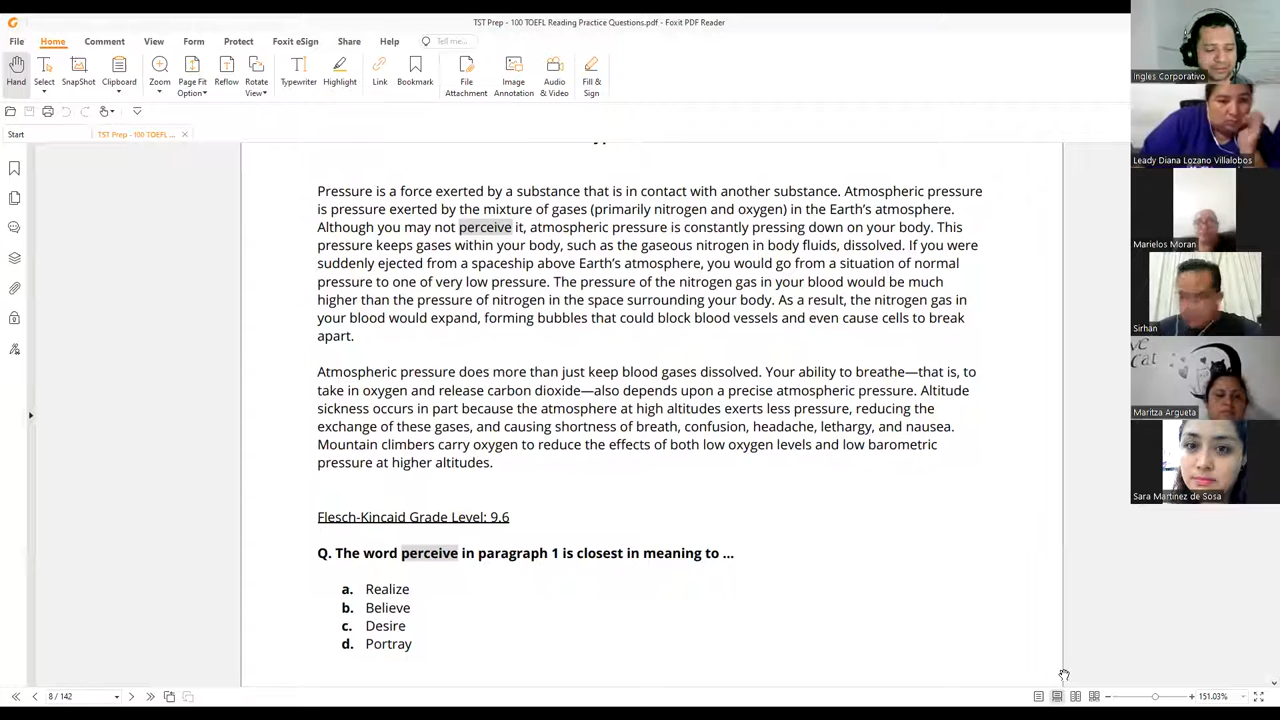 TST Prep - 100 TOEFL Reading Practice Questions.pdf - Foxit PDF Reader
File Home Comment View Form Protect Foxit eSign Share Help Tell me...
Hand Select SnapShot Clipboard Zoom Page Fit Option Reflow Rotate View Typewriter Highlight Link Bookmark File Attachment Image Annotation Audio & Video Fill & Sign
Start TST Prep - 100 TOEFL ...
Pressure is a force exerted by a substance that is in contact with another substance. Atmospheric pressure
is pressure exerted by the mixture of gases (primarily nitrogen and oxygen) in the Earth's atmosphere.
Although you may not perceive it, atmospheric pressure is constantly pressing down on your body. This
pressure keeps gases within your body, such as the gaseous nitrogen in body fluids, dissolved. If you were
suddenly ejected from a spaceship above Earth's atmosphere, you would go from a situation of normal
pressure to one of very low pressure. The pressure of the nitrogen gas in your blood would be much
higher than the pressure of nitrogen in the space surrounding your body. As a result, the nitrogen gas in
your blood would expand, forming bubbles that could block blood vessels and even cause cells to break
apart.
Atmospheric pressure does more than just keep blood gases dissolved. Your ability to breathe—that is, to
take in oxygen and release carbon dioxide—also depends upon a precise atmospheric pressure. Altitude
sickness occurs in part because the atmosphere at high altitudes exerts less pressure, reducing the
exchange of these gases, and causing shortness of breath, confusion, headache, lethargy, and nausea.
Mountain climbers carry oxygen to reduce the effects of both low oxygen levels and low barometric
pressure at higher altitudes.
Flesch-Kincaid Grade Level: 9.6
Q. The word perceive in paragraph 1 is closest in meaning to ...
a. Realize
b. Believe
c. Desire
d. Portray
8 / 142
151.03%
Ingles Corporativo
Leady Diana Lozano Villalobos
Marielos Moran
Sirhan
cat
Maritza Argueta
Sara Martinez de Sosa